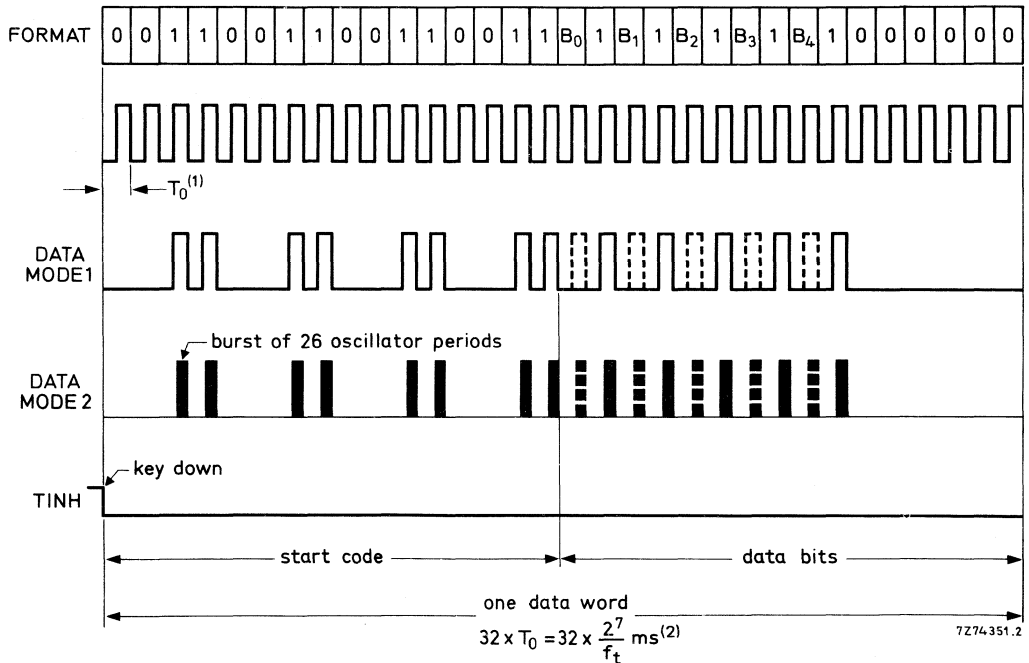 FORMAT 0 0 1 1 0 0 1 1 0 0 1 1 0 0 1 1 B₀ 1 B₁ 1 B₂ 1 B₃ 1 B₄ 1 0 0 0 0 0 0
T₀⁽¹⁾
DATA
MODE1
burst of 26 oscillator periods
DATA
MODE 2
key down
TINH
start code
data bits
one data word
32 x T₀ = 32 x 2⁷/fₜ ms⁽²⁾
7Z74351.2